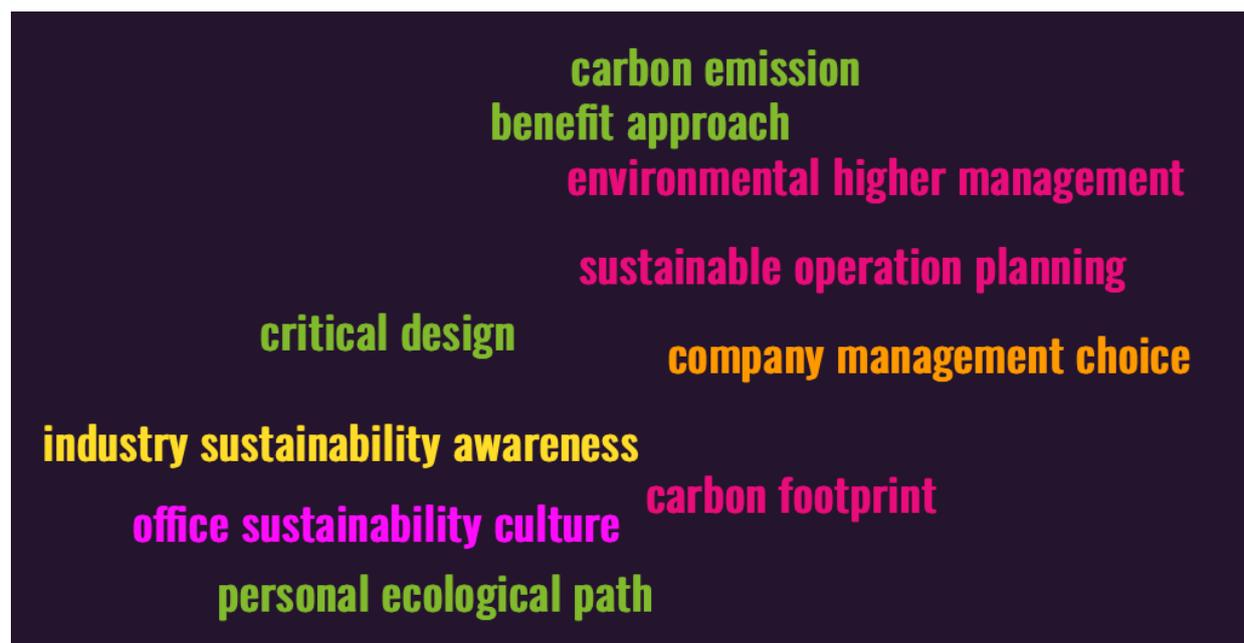 carbon emission
benefit approach
environmental higher management
sustainable operation planning
critical design
company management choice
industry sustainability awareness
carbon footprint
office sustainability culture
personal ecological path